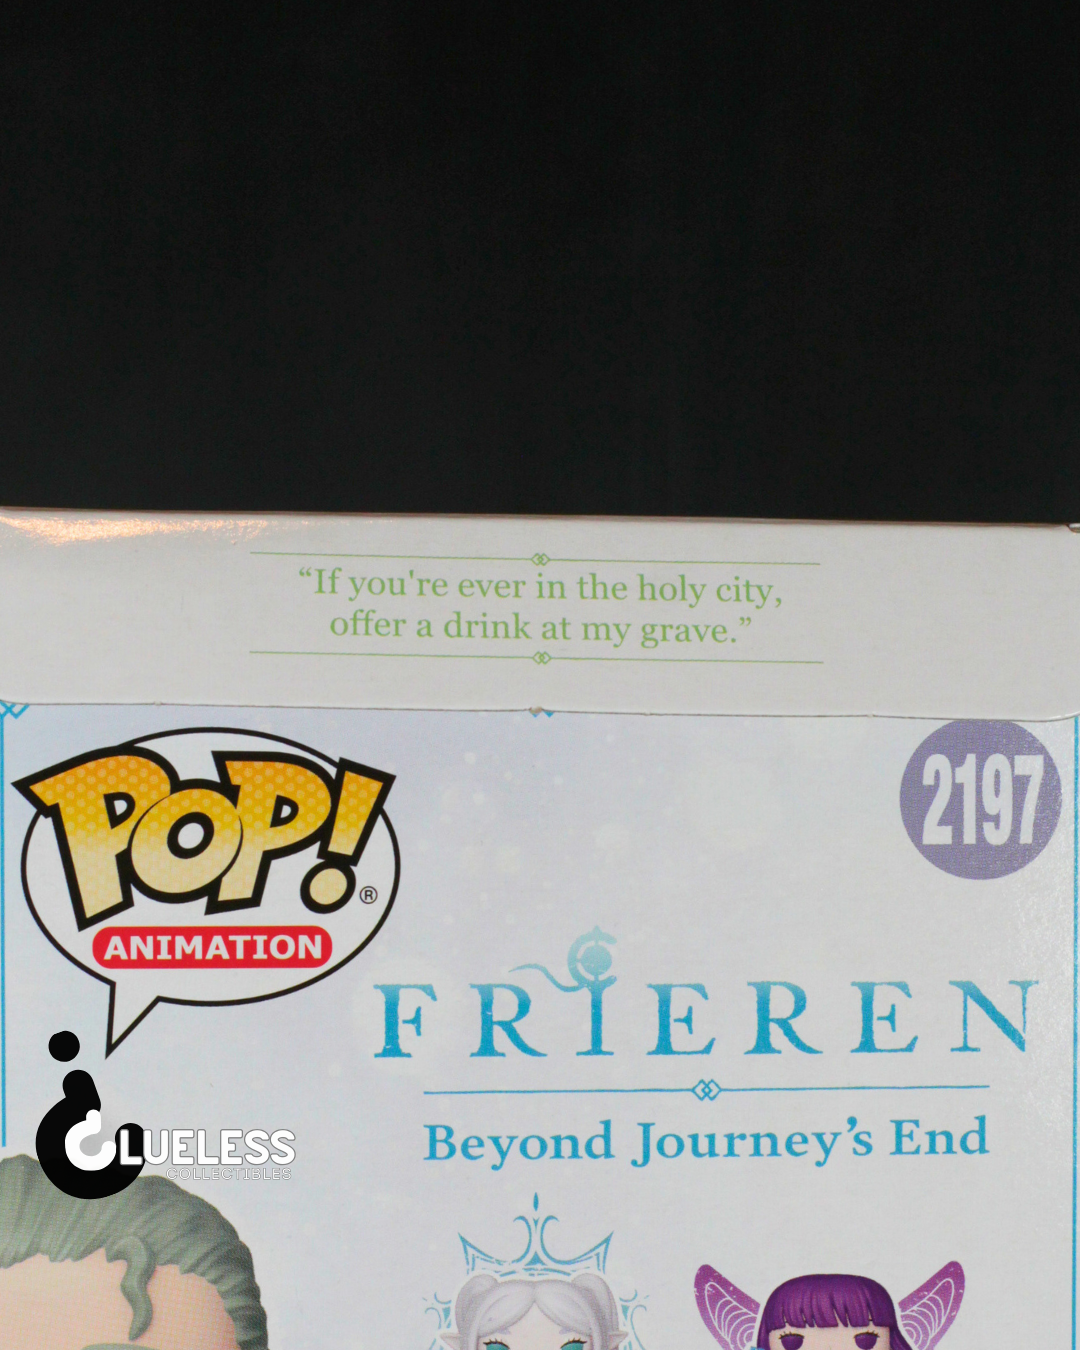 “If you're ever in the holy city,
offer a drink at my grave.”
POP!®
ANIMATION
2197
FRIEREN
Beyond Journey’s End
CLUELESS
COLLECTIBLES